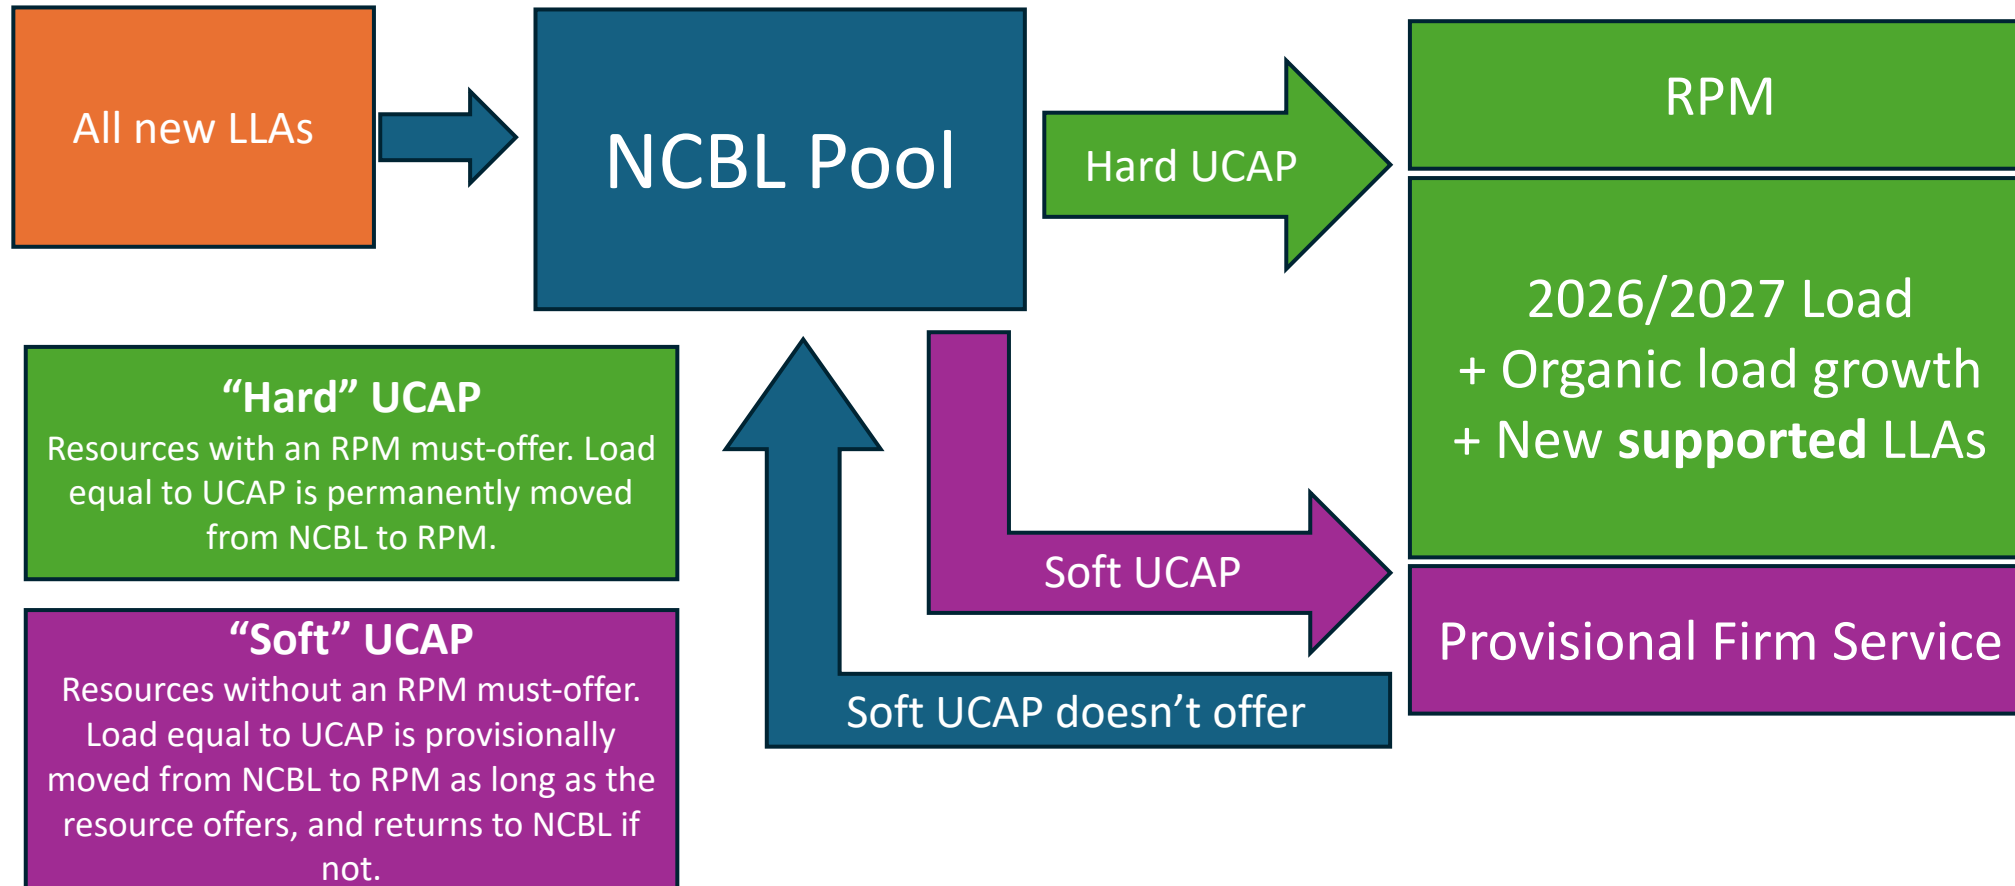 All new LLAs
NCBL Pool
Hard UCAP
RPM
2026/2027 Load
+ Organic load growth
+ New supported LLAs
“Hard” UCAP
Resources with an RPM must-offer. Load
equal to UCAP is permanently moved
from NCBL to RPM.
Soft UCAP
Provisional Firm Service
Soft UCAP doesn’t offer
“Soft” UCAP
Resources without an RPM must-offer.
Load equal to UCAP is provisionally
moved from NCBL to RPM as long as the
resource offers, and returns to NCBL if
not.